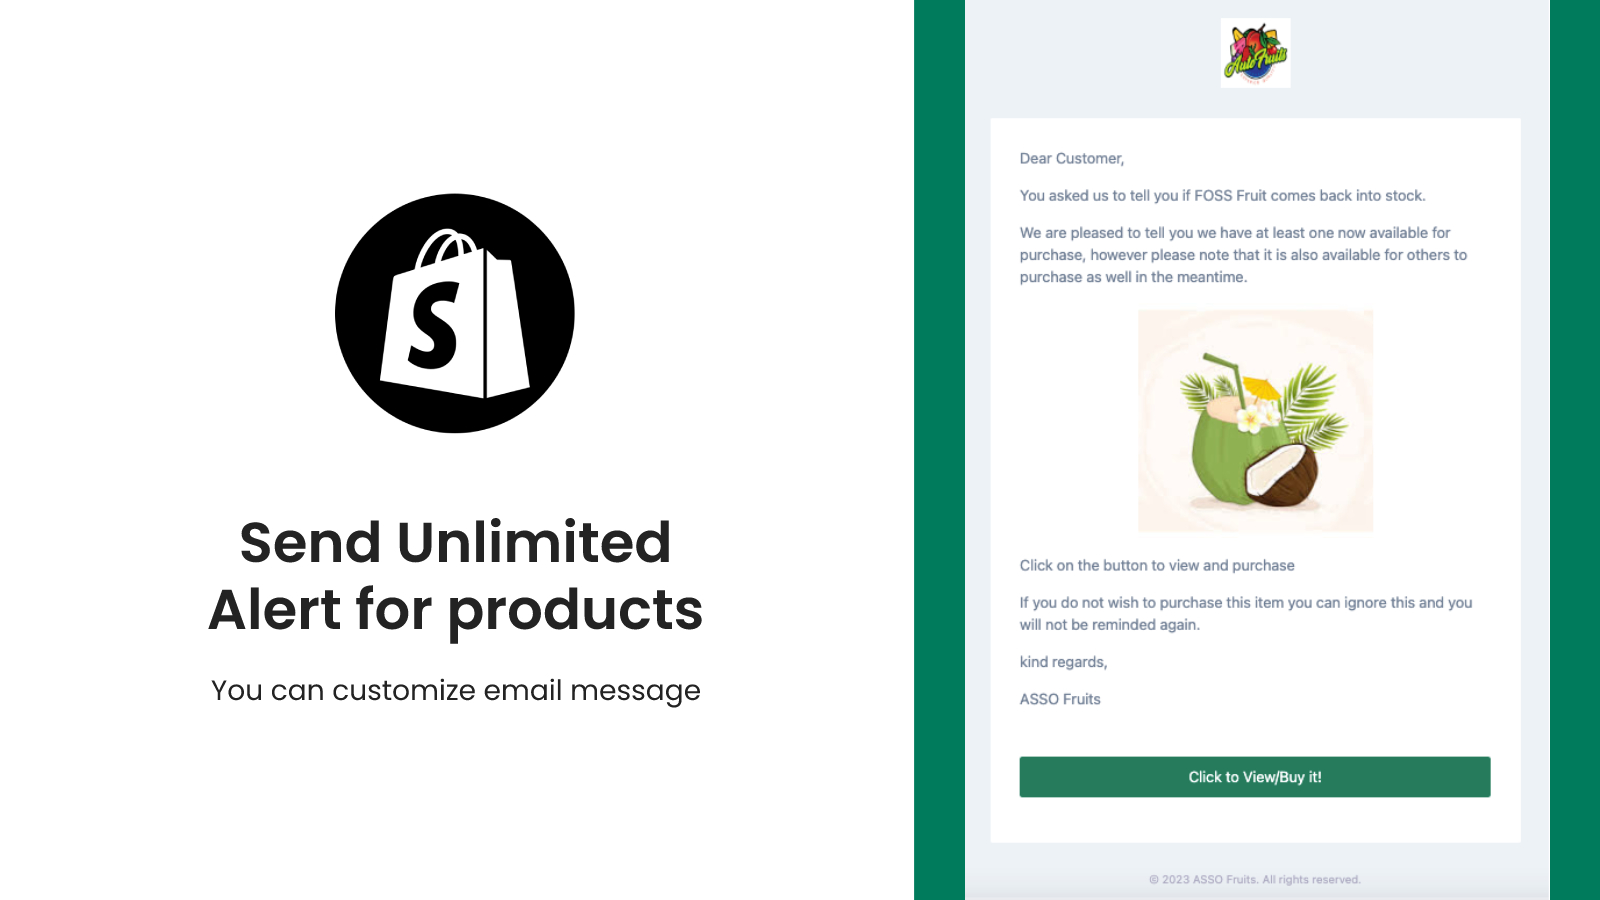 S
Send Unlimited
Alert for products
You can customize email message
Dear Customer,
You asked us to tell you if FOSS Fruit comes back into stock.
We are pleased to tell you we have at least one now available for
purchase, however please note that it is also available for others to
purchase as well in the meantime.
Click on the button to view and purchase
If you do not wish to purchase this item you can ignore this and you
will not be reminded again.
kind regards,
ASSO Fruits
Click to View/Buy it!
© 2023 ASSO Fruits. All rights reserved.